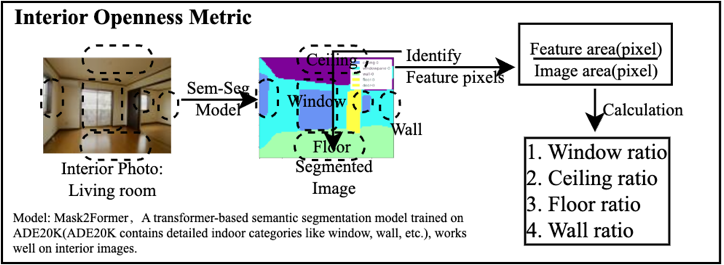 Interior Openness Metric
Ceiling
Identify
Feature pixels
Feature area(pixel)
Image area(pixel)
Sem-Seg
Model
Window
Wall
Calculation
Floor
Segmented
Image
Interior Photo:
Living room
1. Window ratio
2. Ceiling ratio
3. Floor ratio
4. Wall ratio
Model: Mask2Former，A transformer-based semantic segmentation model trained on
ADE20K(ADE20K contains detailed indoor categories like window, wall, etc.), works
well on interior images.